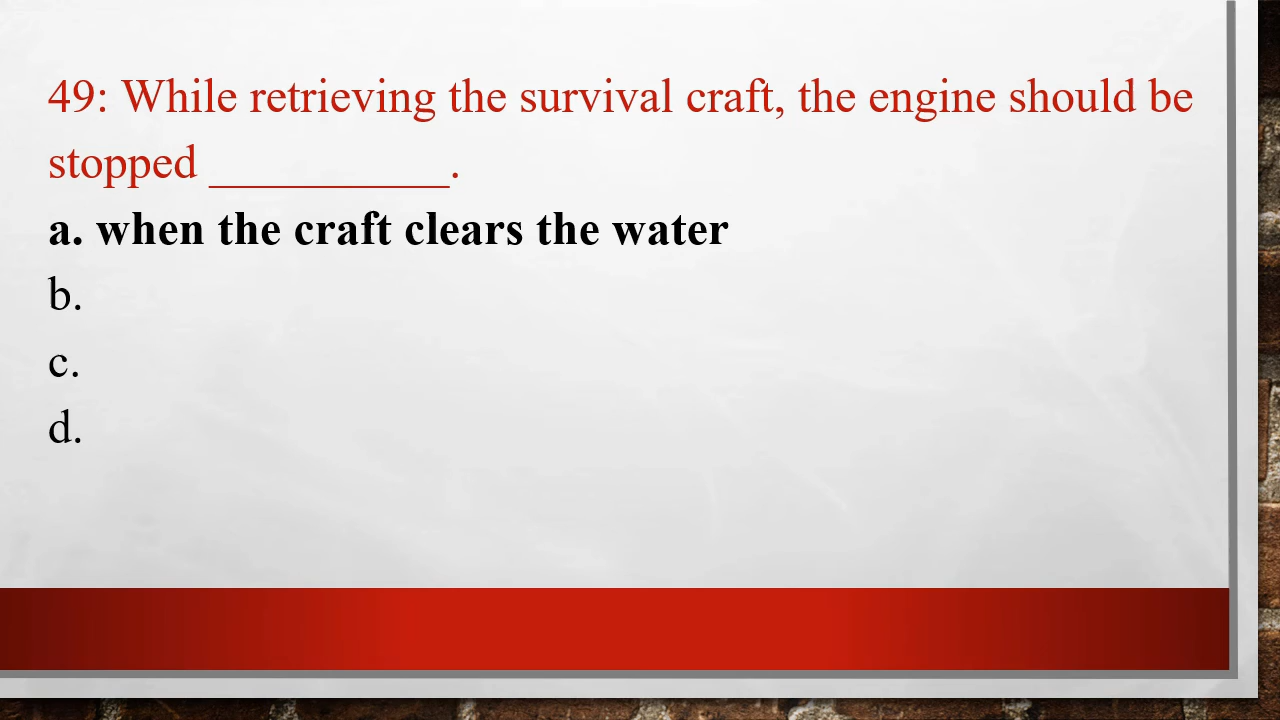 49: While retrieving the survival craft, the engine should be
stopped __________.
a. when the craft clears the water
b.
c.
d.